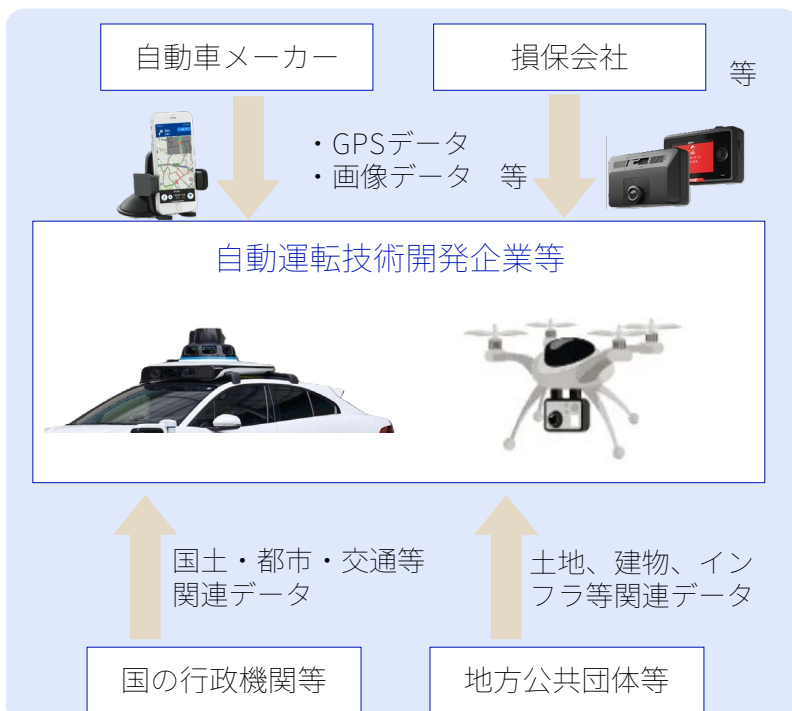 自動車メーカー
損保会社
等
・GPSデータ
・画像データ　等
自動運転技術開発企業等
国土・都市・交通等
関連データ
土地、建物、イン
フラ等関連データ
国の行政機関等
地方公共団体等